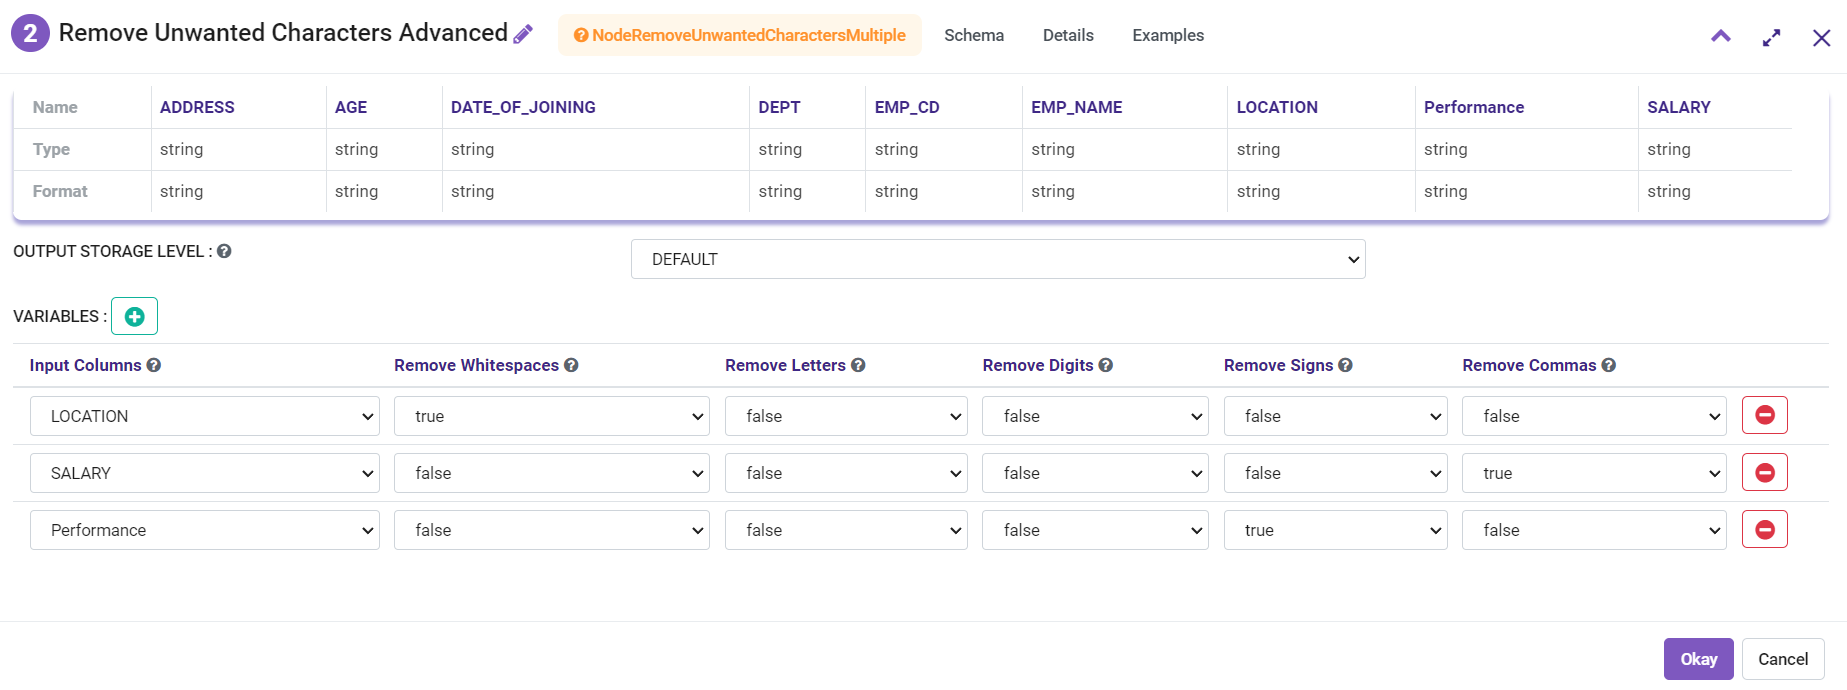 2 Remove Unwanted Characters Advanced NodeRemoveUnwantedCharactersMultiple Schema Details Examples
Name ADDRESS AGE DATE_OF_JOINING DEPT EMP_CD EMP_NAME LOCATION Performance SALARY
Type string string string string string string string string string
Format string string string string string string string string string
OUTPUT STORAGE LEVEL : DEFAULT
VARIABLES :
Input Columns Remove Whitespaces Remove Letters Remove Digits Remove Signs Remove Commas
LOCATION true false false false false
SALARY false false false false true
Performance false false false true false
Okay Cancel